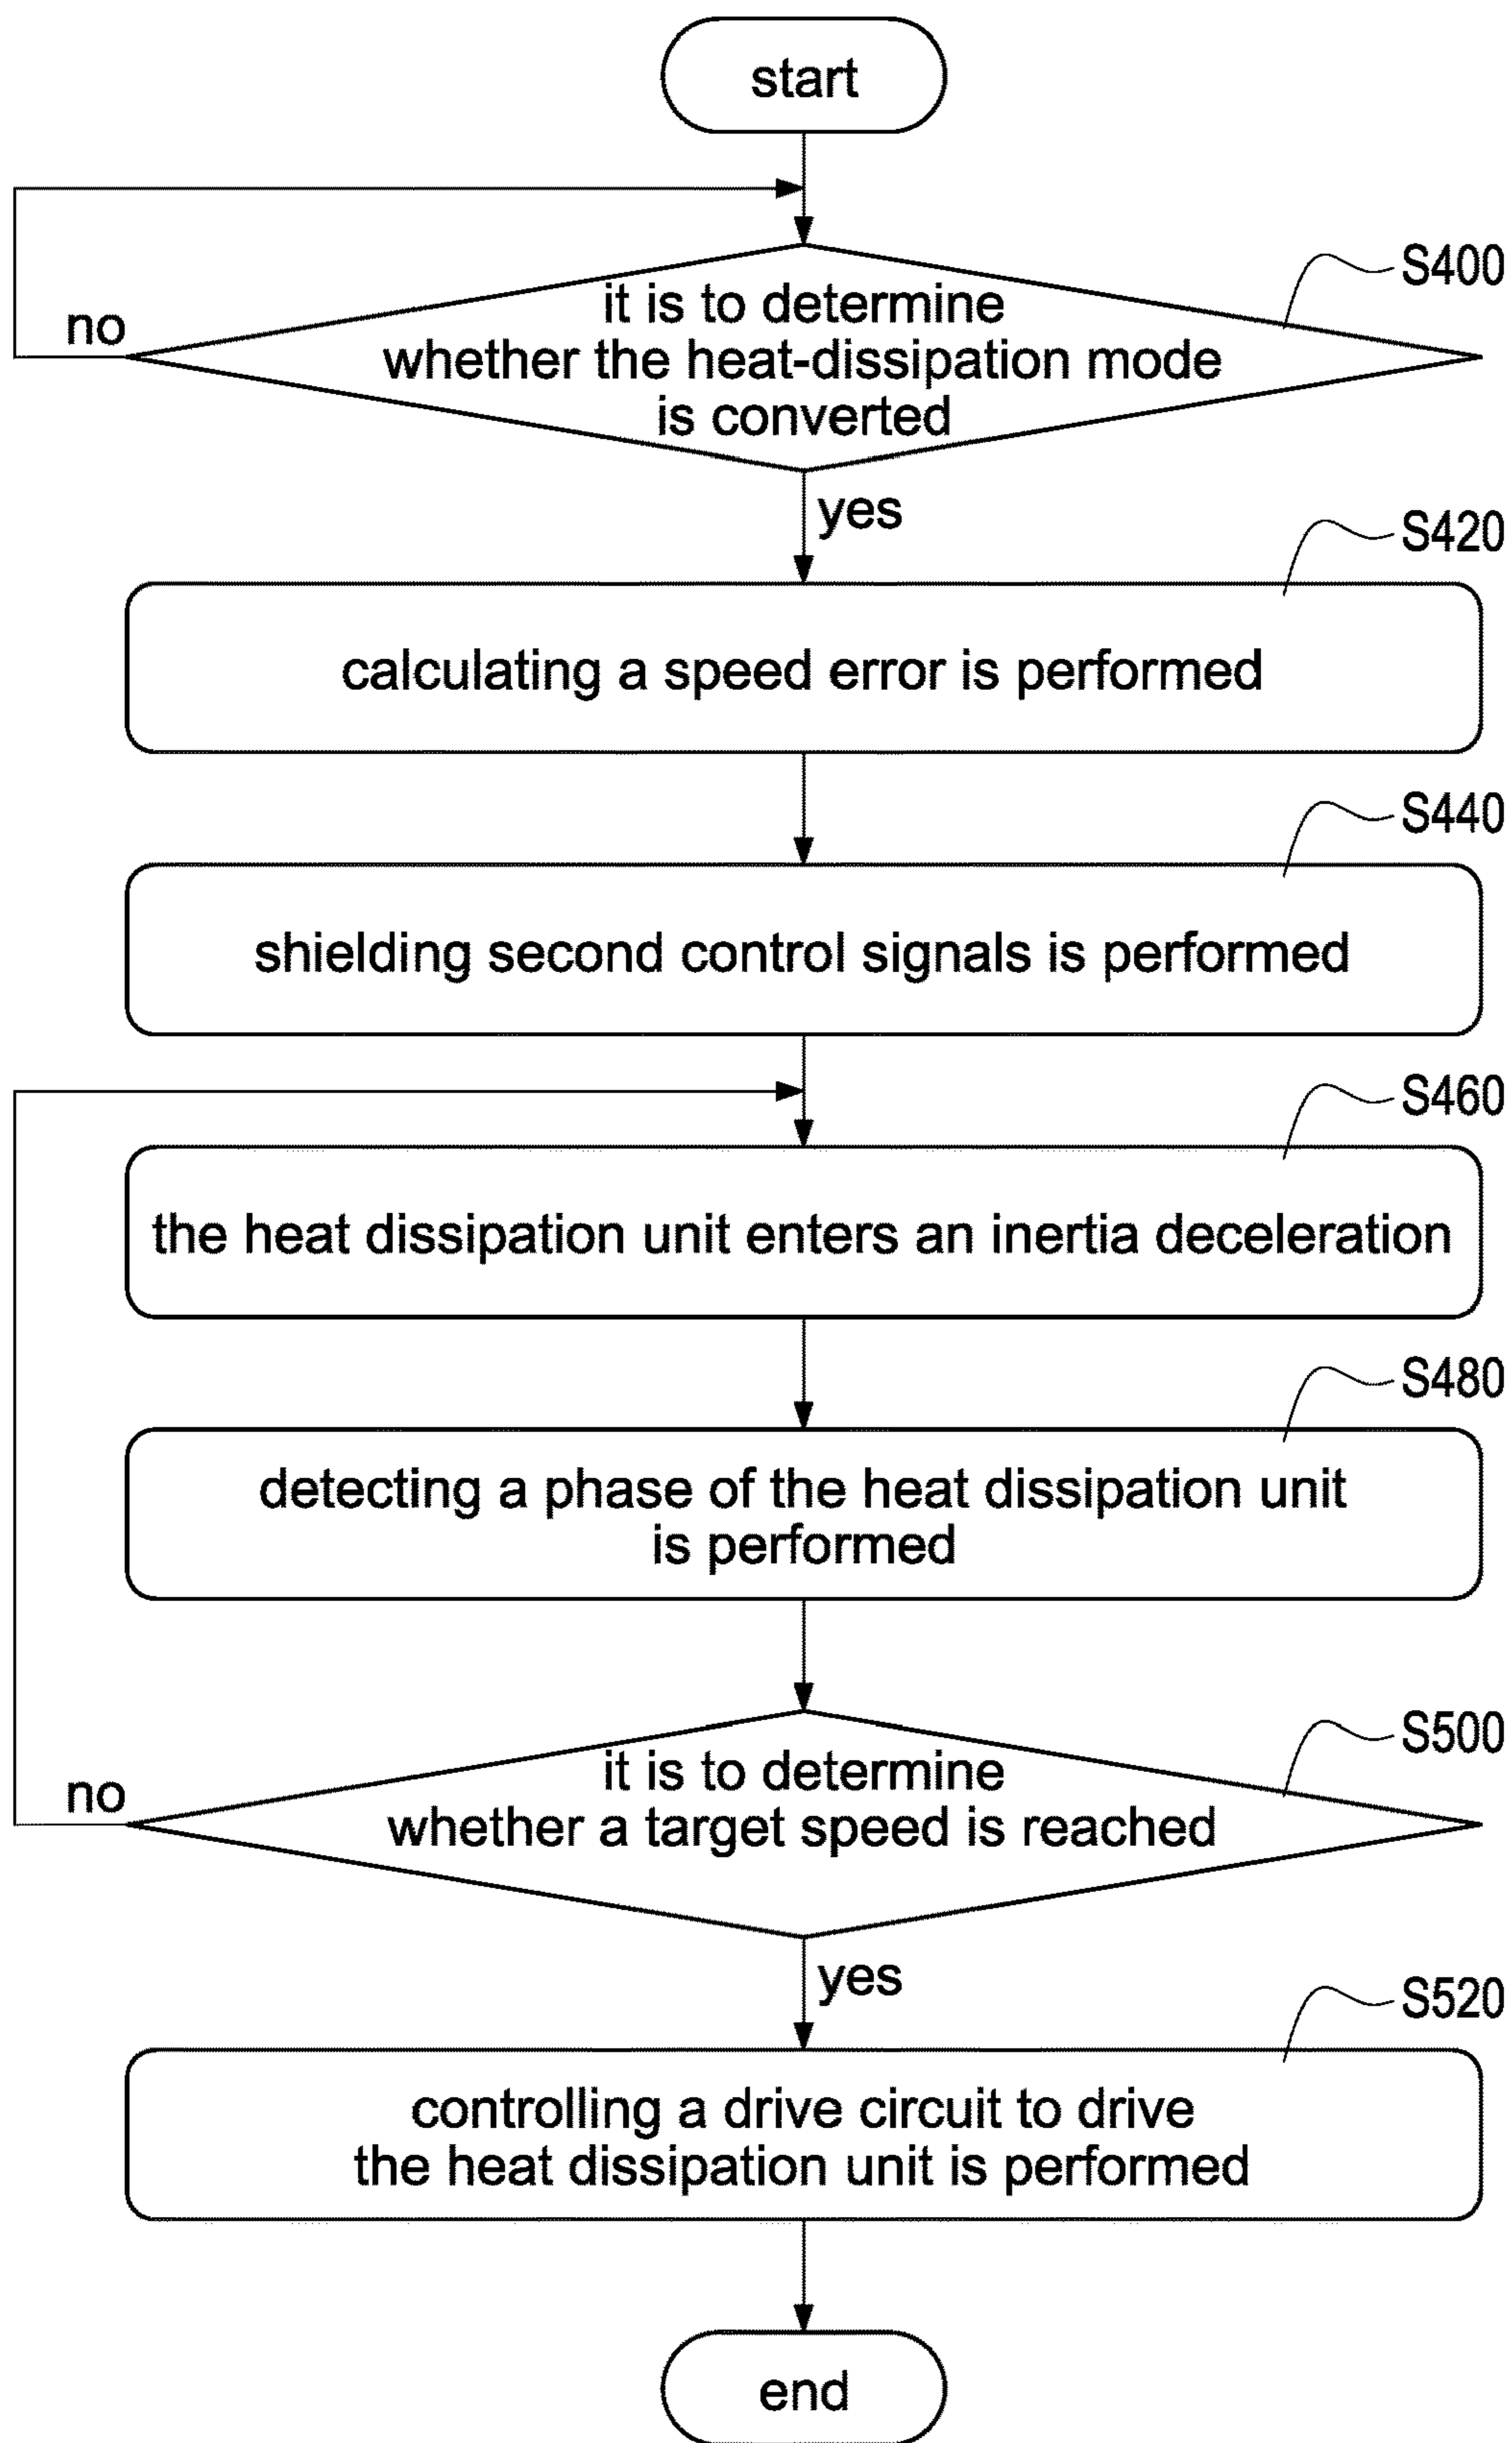 start
S400
it is to determine
whether the heat-dissipation mode
is converted
no
yes
S420
calculating a speed error is performed
S440
shielding second control signals is performed
S460
the heat dissipation unit enters an inertia deceleration
S480
detecting a phase of the heat dissipation unit
is performed
S500
it is to determine
whether a target speed is reached
no
yes
S520
controlling a drive circuit to drive
the heat dissipation unit is performed
end